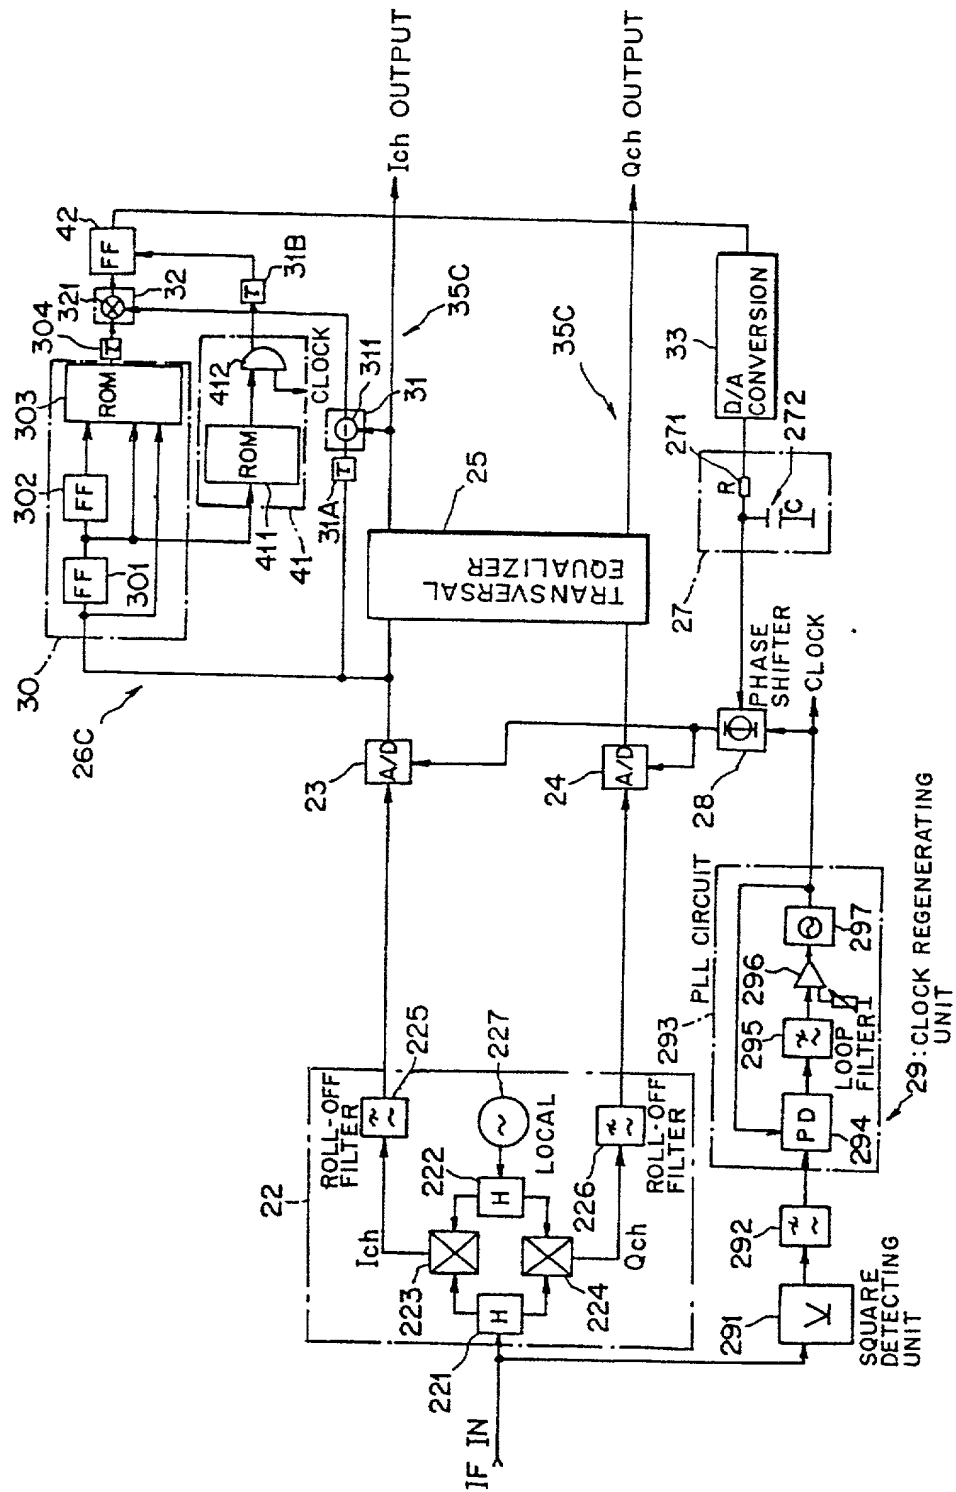 IF IN
221
H
22
223
224
Ich
Qch
222
H
LOCAL
227
ROLL-OFF
FILTER
225
226
ROLL-OFF
FILTER
SQUARE
DETECTING
UNIT
291
292
293
PLL CIRCUIT
PD
294
295
LOOP
FILTER
296
297
29:CLOCK REGENERATING
UNIT
23
A/D
24
A/D
28
PHASE
SHIFTER
CLOCK
26C
TRANSVERSAL
EQUALIZER
25
27
R
271
C
272
D/A
CONVERSION
33
30
FF
301
FF
302
303
ROM
304
T
321
32
42
FF
41
ROM
411
412
CLOCK
31A
T
31B
T
311
31
35C
35C
Ich OUTPUT
Qch OUTPUT